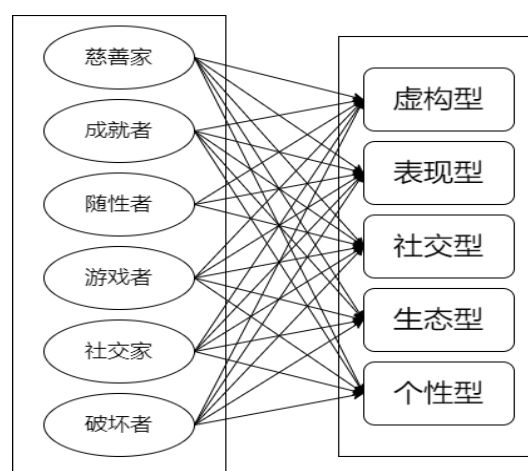 慈善家
成就者
随性者
游戏者
社交家
破坏者
虚构型
表现型
社交型
生态型
个性型